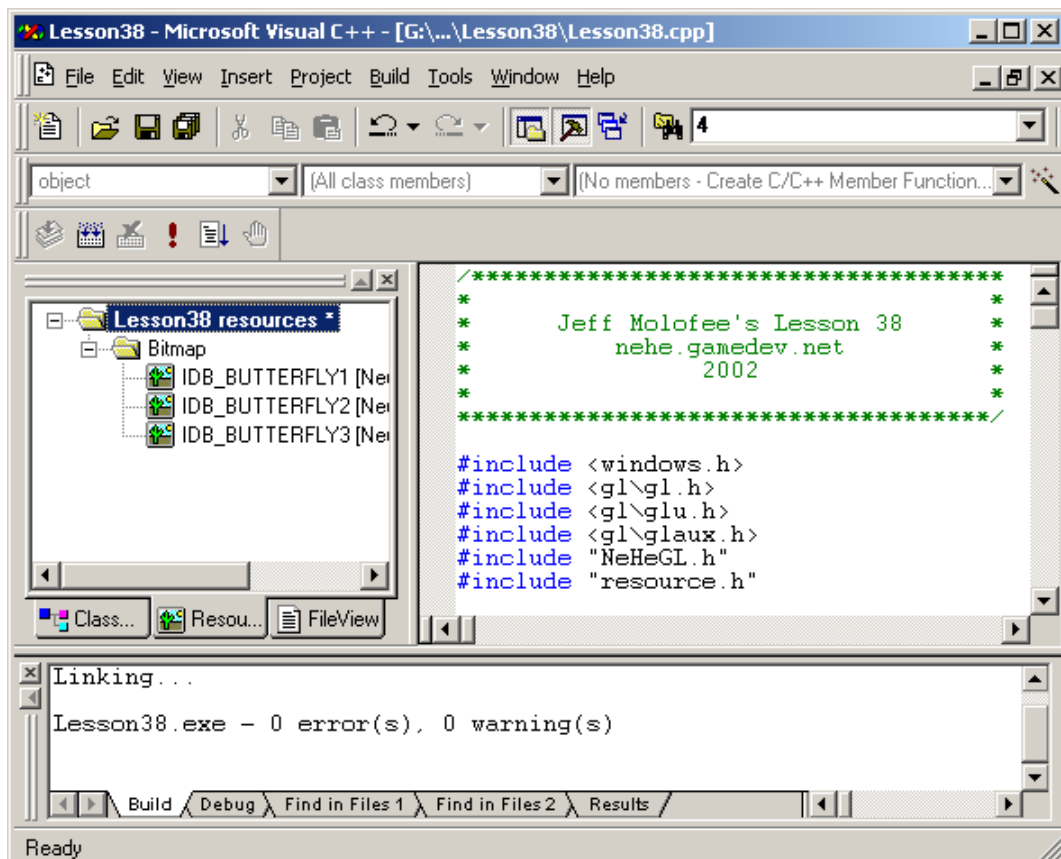 Lesson38 - Microsoft Visual C++ - [G:\...\Lesson38\Lesson38.cpp]
File Edit View Insert Project Build Tools Window Help
4
object (All class members) (No members - Create C/C++ Member Function...
Lesson38 resources *
Bitmap
IDB_BUTTERFLY1 [Neu
IDB_BUTTERFLY2 [Neu
IDB_BUTTERFLY3 [Neu
Class... Resou... FileView
/*************************************
* *
* Jeff Molofee's Lesson 38 *
* nehe.gamedev.net *
* 2002 *
* *
*************************************/
#include <windows.h>
#include <gl\gl.h>
#include <gl\glu.h>
#include <gl\glaux.h>
#include "NeHeGL.h"
#include "resource.h"
Linking...
Lesson38.exe - 0 error(s), 0 warning(s)
Build Debug Find in Files 1 Find in Files 2 Results
Ready